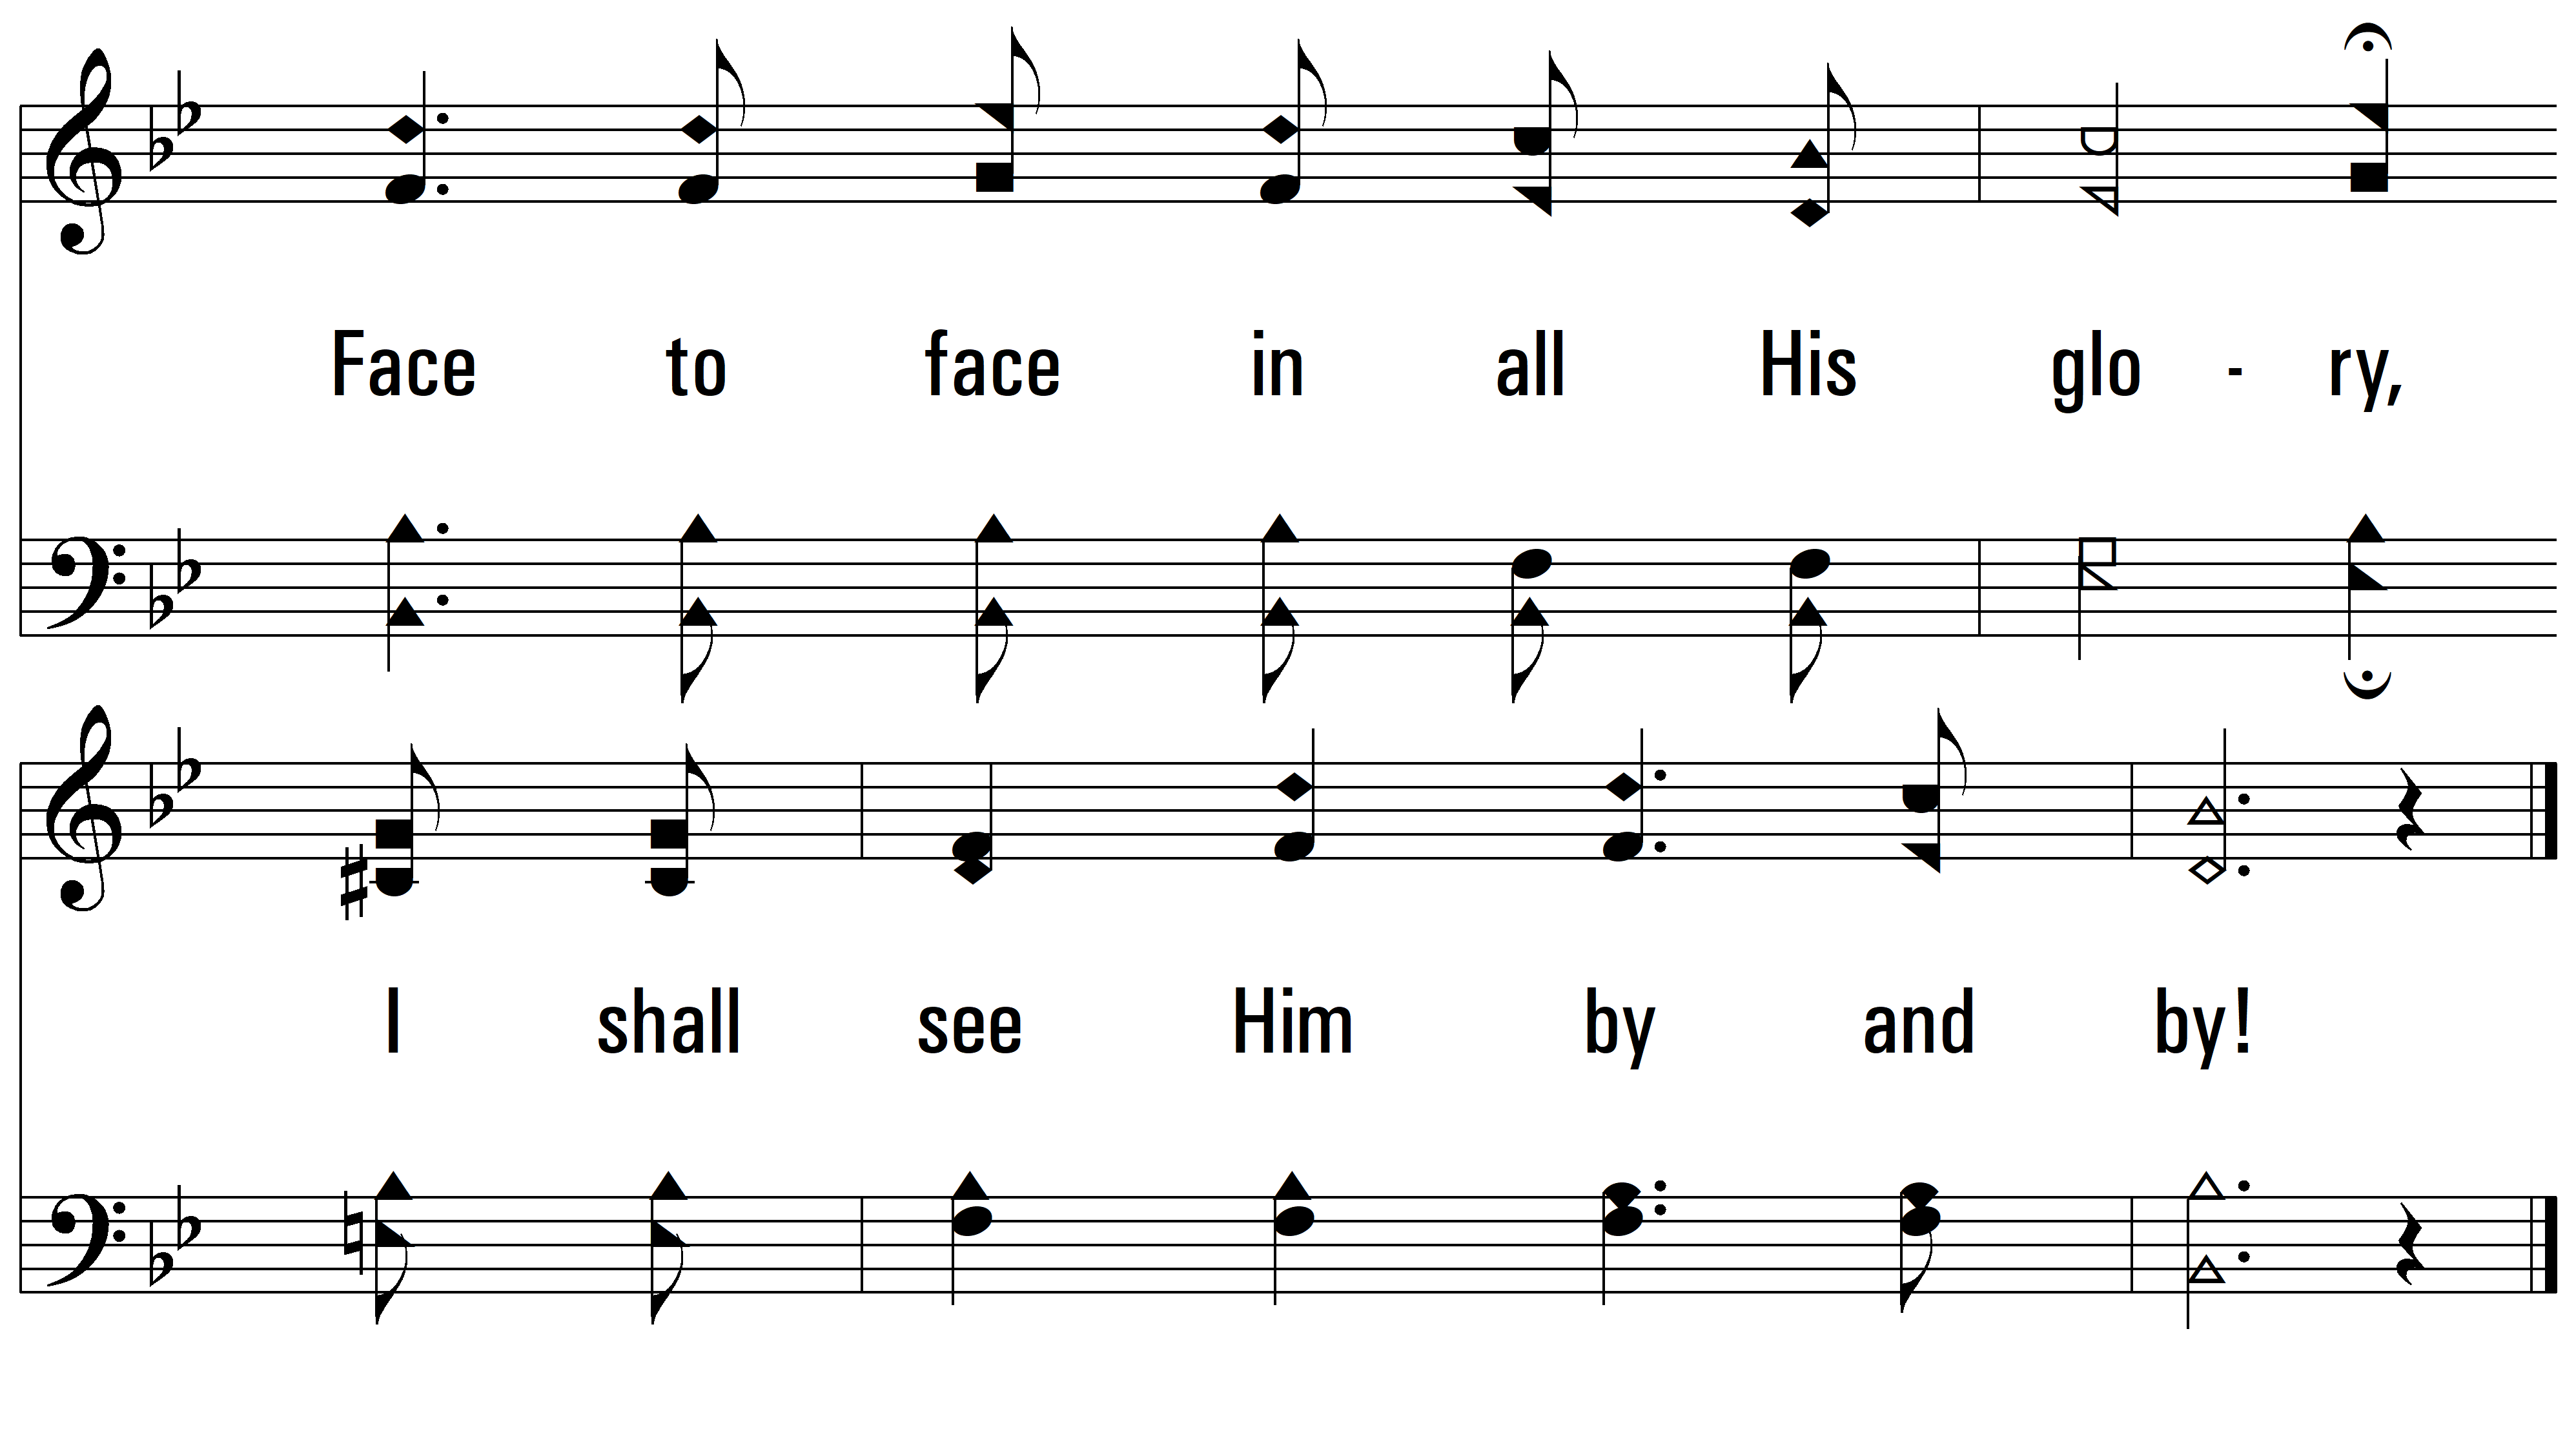 Face to face in all His glo - ry,
I shall see Him by and by!